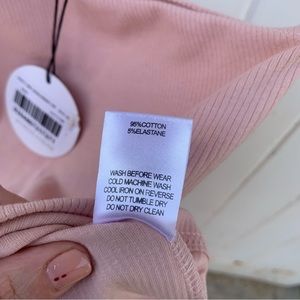 95%COTTON
5%ELASTANE
WASH BEFORE WEAR
COLD MACHINE WASH
COOL IRON ON REVERSE
DO NOT TUMBLE DRY
DO NOT DRY CLEAN